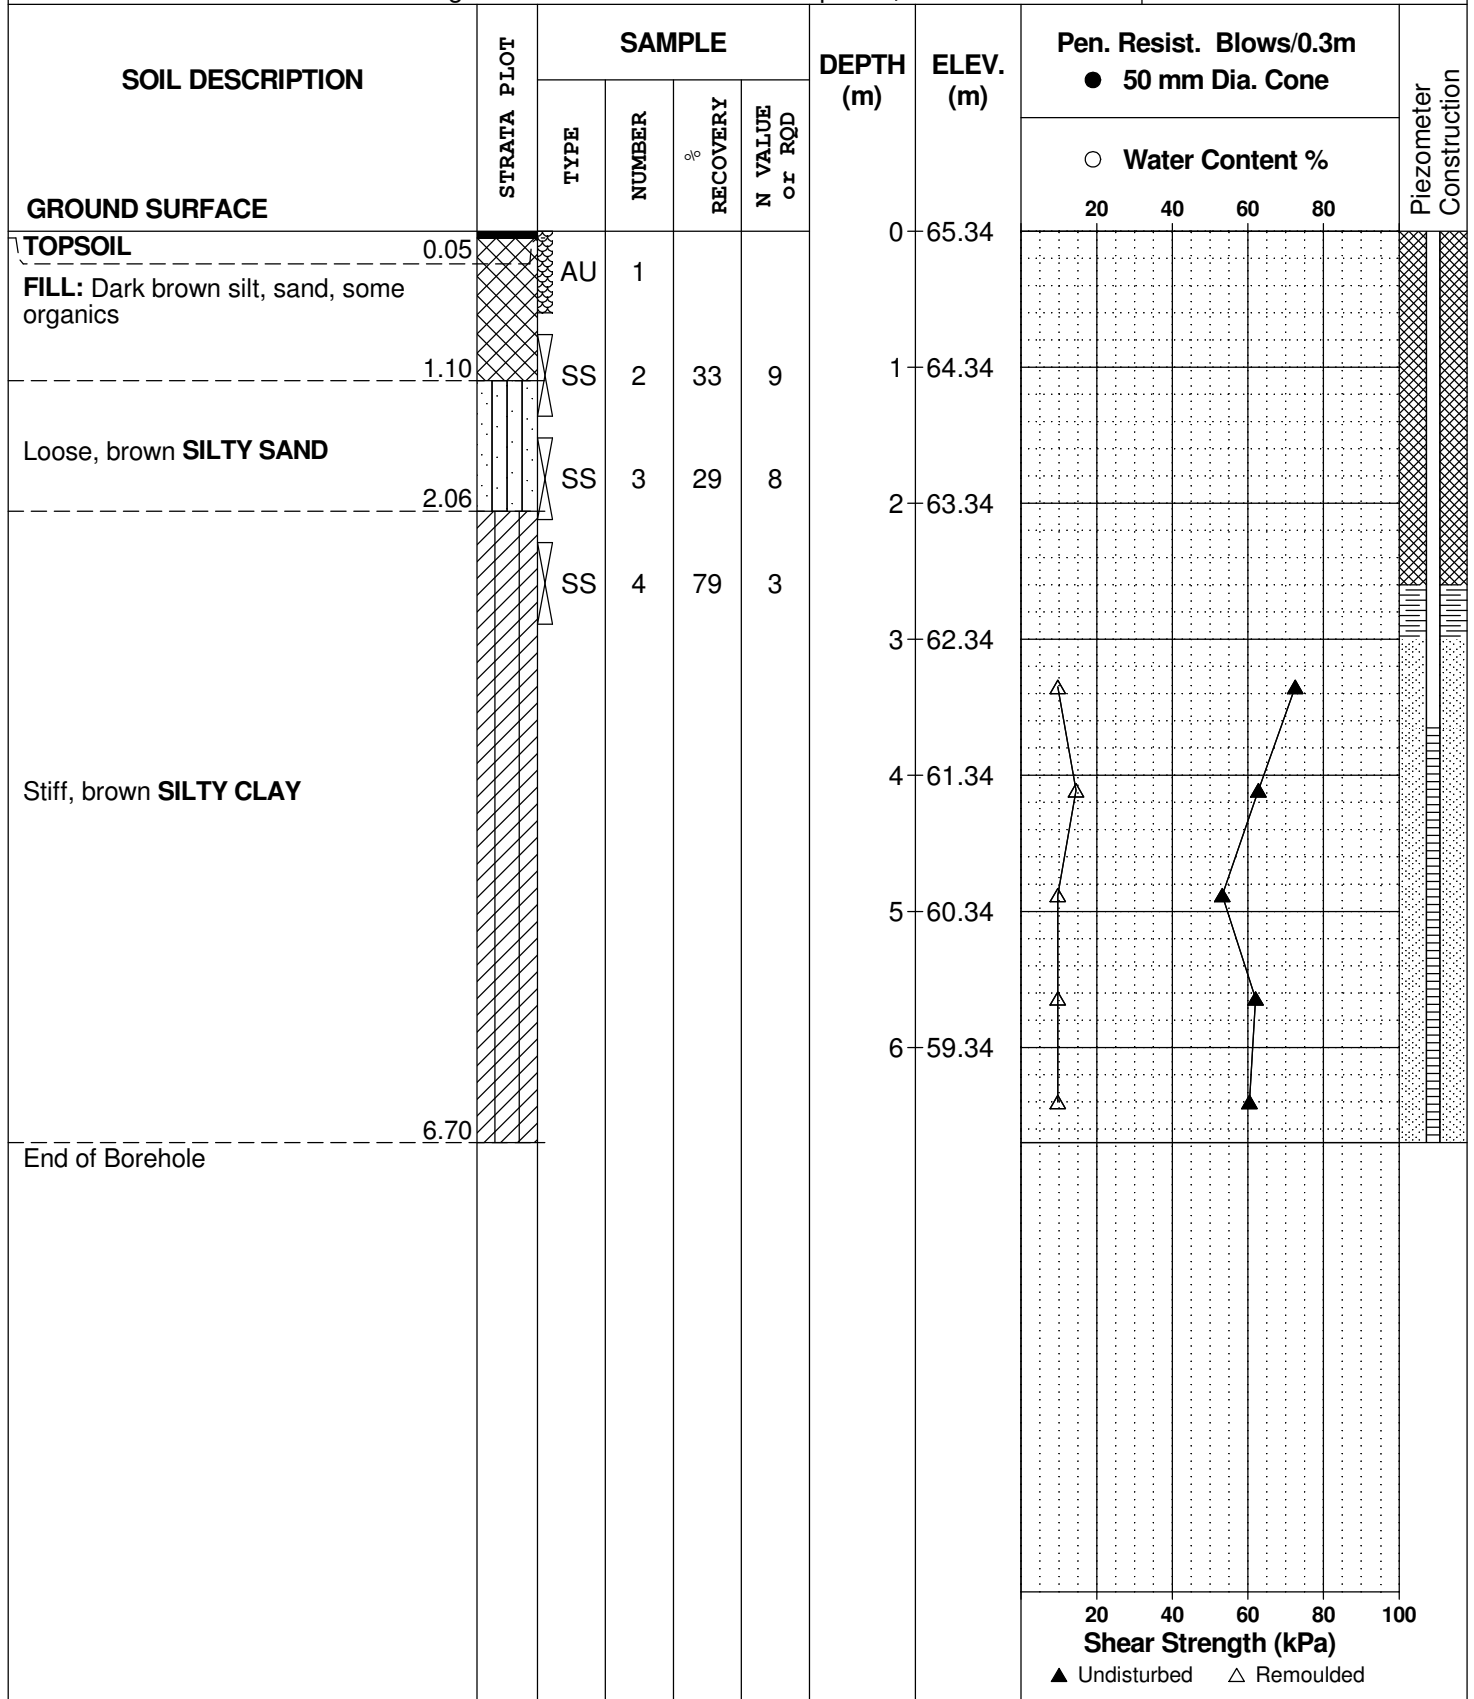 SOIL DESCRIPTION
GROUND SURFACE
STRATA PLOT
SAMPLE
TYPE
NUMBER
% RECOVERY
N VALUE or RQD
DEPTH (m)
ELEV. (m)
Pen. Resist. Blows/0.3m
● 50 mm Dia. Cone
○ Water Content %
20 40 60 80
Piezometer Construction
TOPSOIL 0.05
FILL: Dark brown silt, sand, some
organics
1.10
Loose, brown SILTY SAND
2.06
Stiff, brown SILTY CLAY
6.70
End of Borehole
AU 1
SS 2 33 9
SS 3 29 8
SS 4 79 3
0 65.34
1 64.34
2 63.34
3 62.34
4 61.34
5 60.34
6 59.34
20 40 60 80 100
Shear Strength (kPa)
▲ Undisturbed △ Remoulded